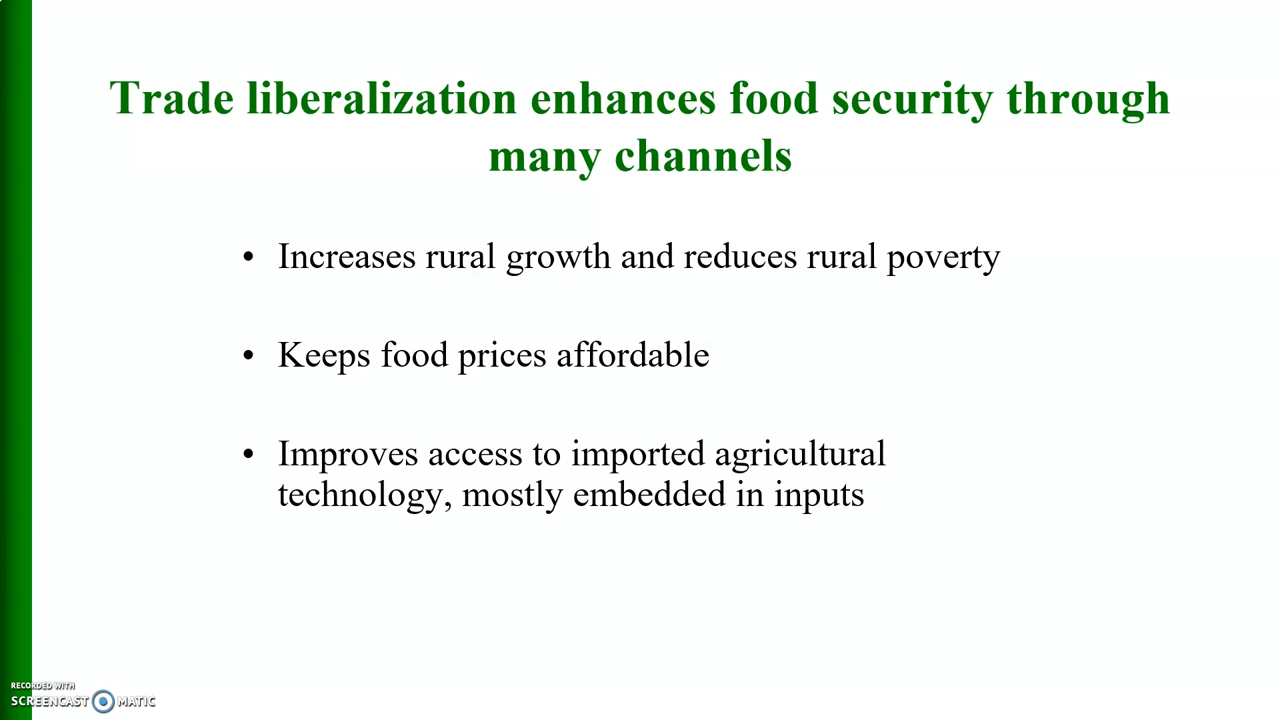 Trade liberalization enhances food security through
many channels
• Increases rural growth and reduces rural poverty
• Keeps food prices affordable
• Improves access to imported agricultural
technology, mostly embedded in inputs
RECORDED WITH
SCREENCAST MATIC